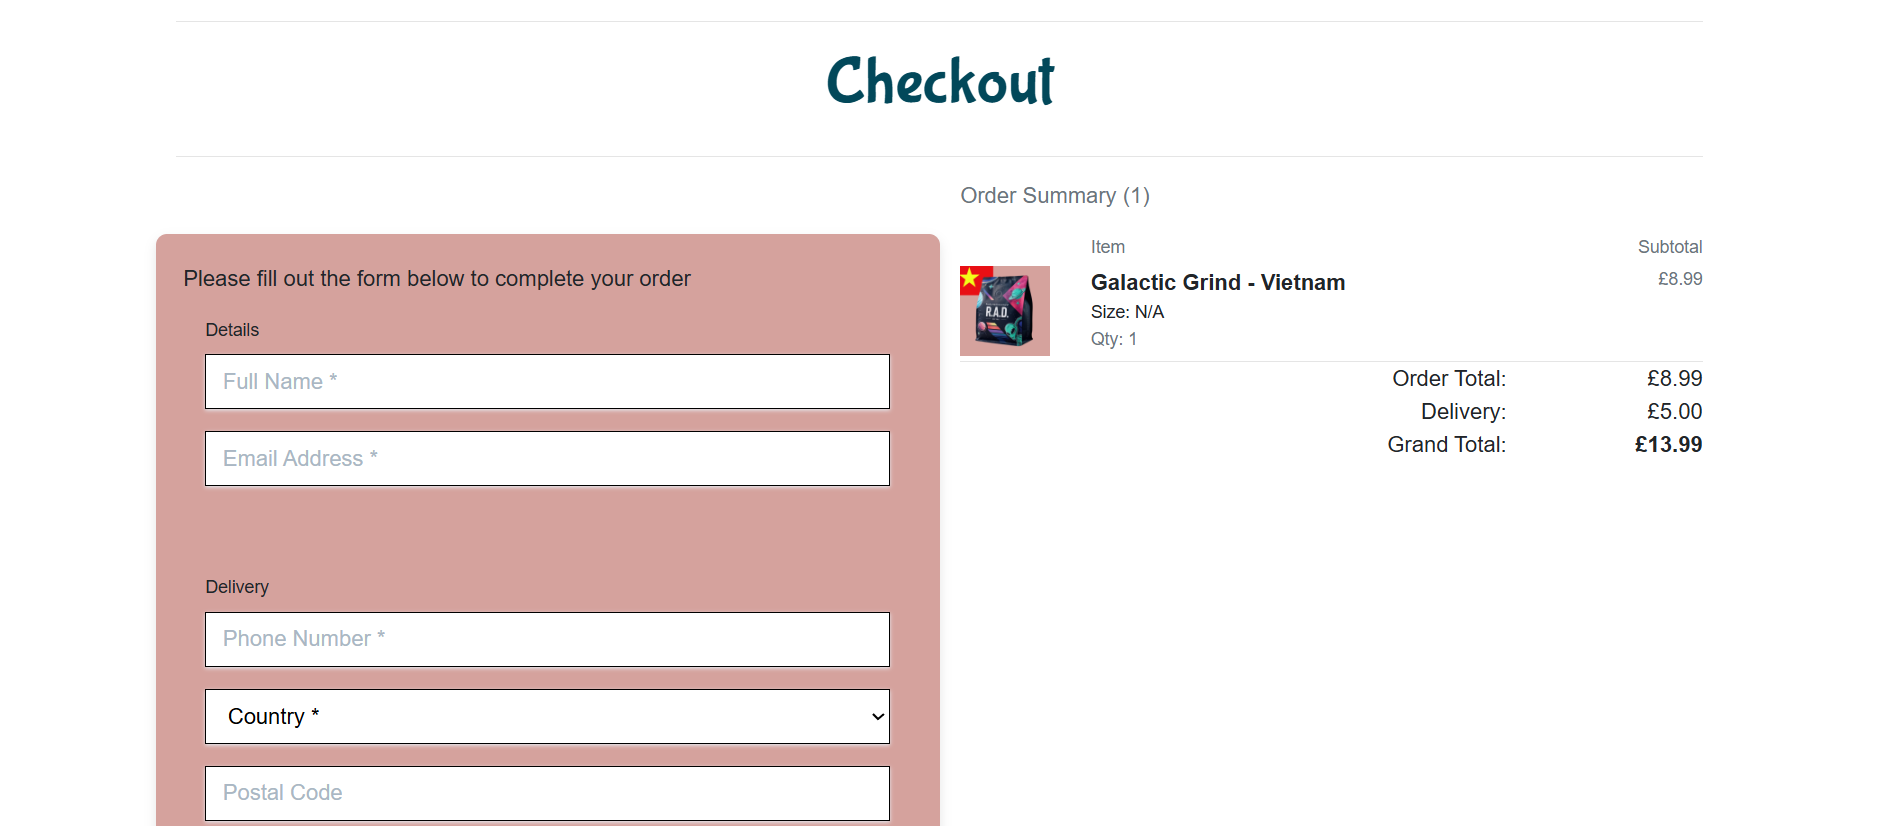 Checkout
Order Summary (1)
Please fill out the form below to complete your order
Details
Full Name *
Email Address *
Delivery
Phone Number *
Country *
Postal Code
Item Subtotal
R.A.D.
Galactic Grind - Vietnam £8.99
Size: N/A
Qty: 1
Order Total: £8.99
Delivery: £5.00
Grand Total: £13.99